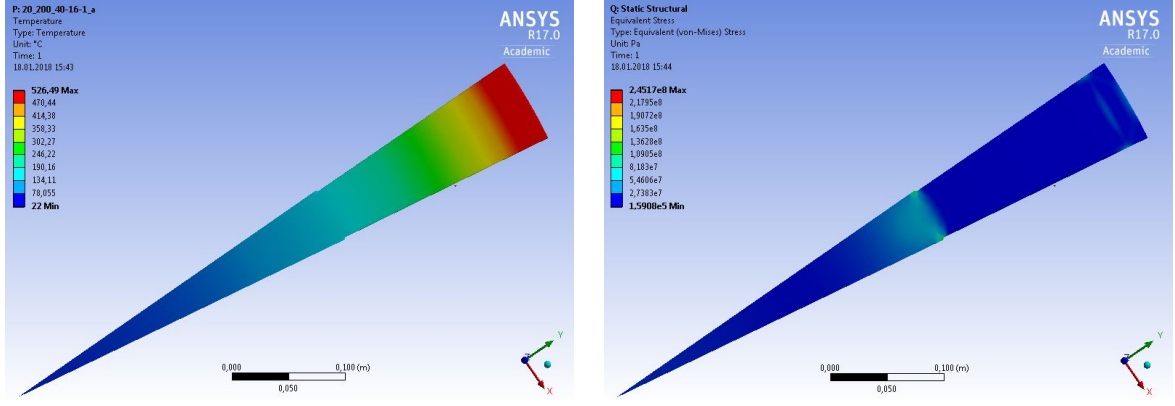 P: 20_200_40-16-1_a
Temperature
Type: Temperature
Unit: °C
Time: 1
18.01.2018 15:43
526,49 Max
470,44
414,38
358,33
302,27
246,22
190,16
134,11
78,055
22 Min
ANSYS
R17.0
Academic
0,000
0,100 (m)
0,050
Y
Z
X
Q: Static Structural
Equivalent Stress
Type: Equivalent (von-Mises) Stress
Unit: Pa
Time: 1
18.01.2018 15:44
2,4517e8 Max
2,1795e8
1,9072e8
1,635e8
1,3628e8
1,0905e8
8,183e7
5,4606e7
2,7383e7
1,5908e5 Min
ANSYS
R17.0
Academic
0,000
0,100 (m)
0,050
Y
Z
X